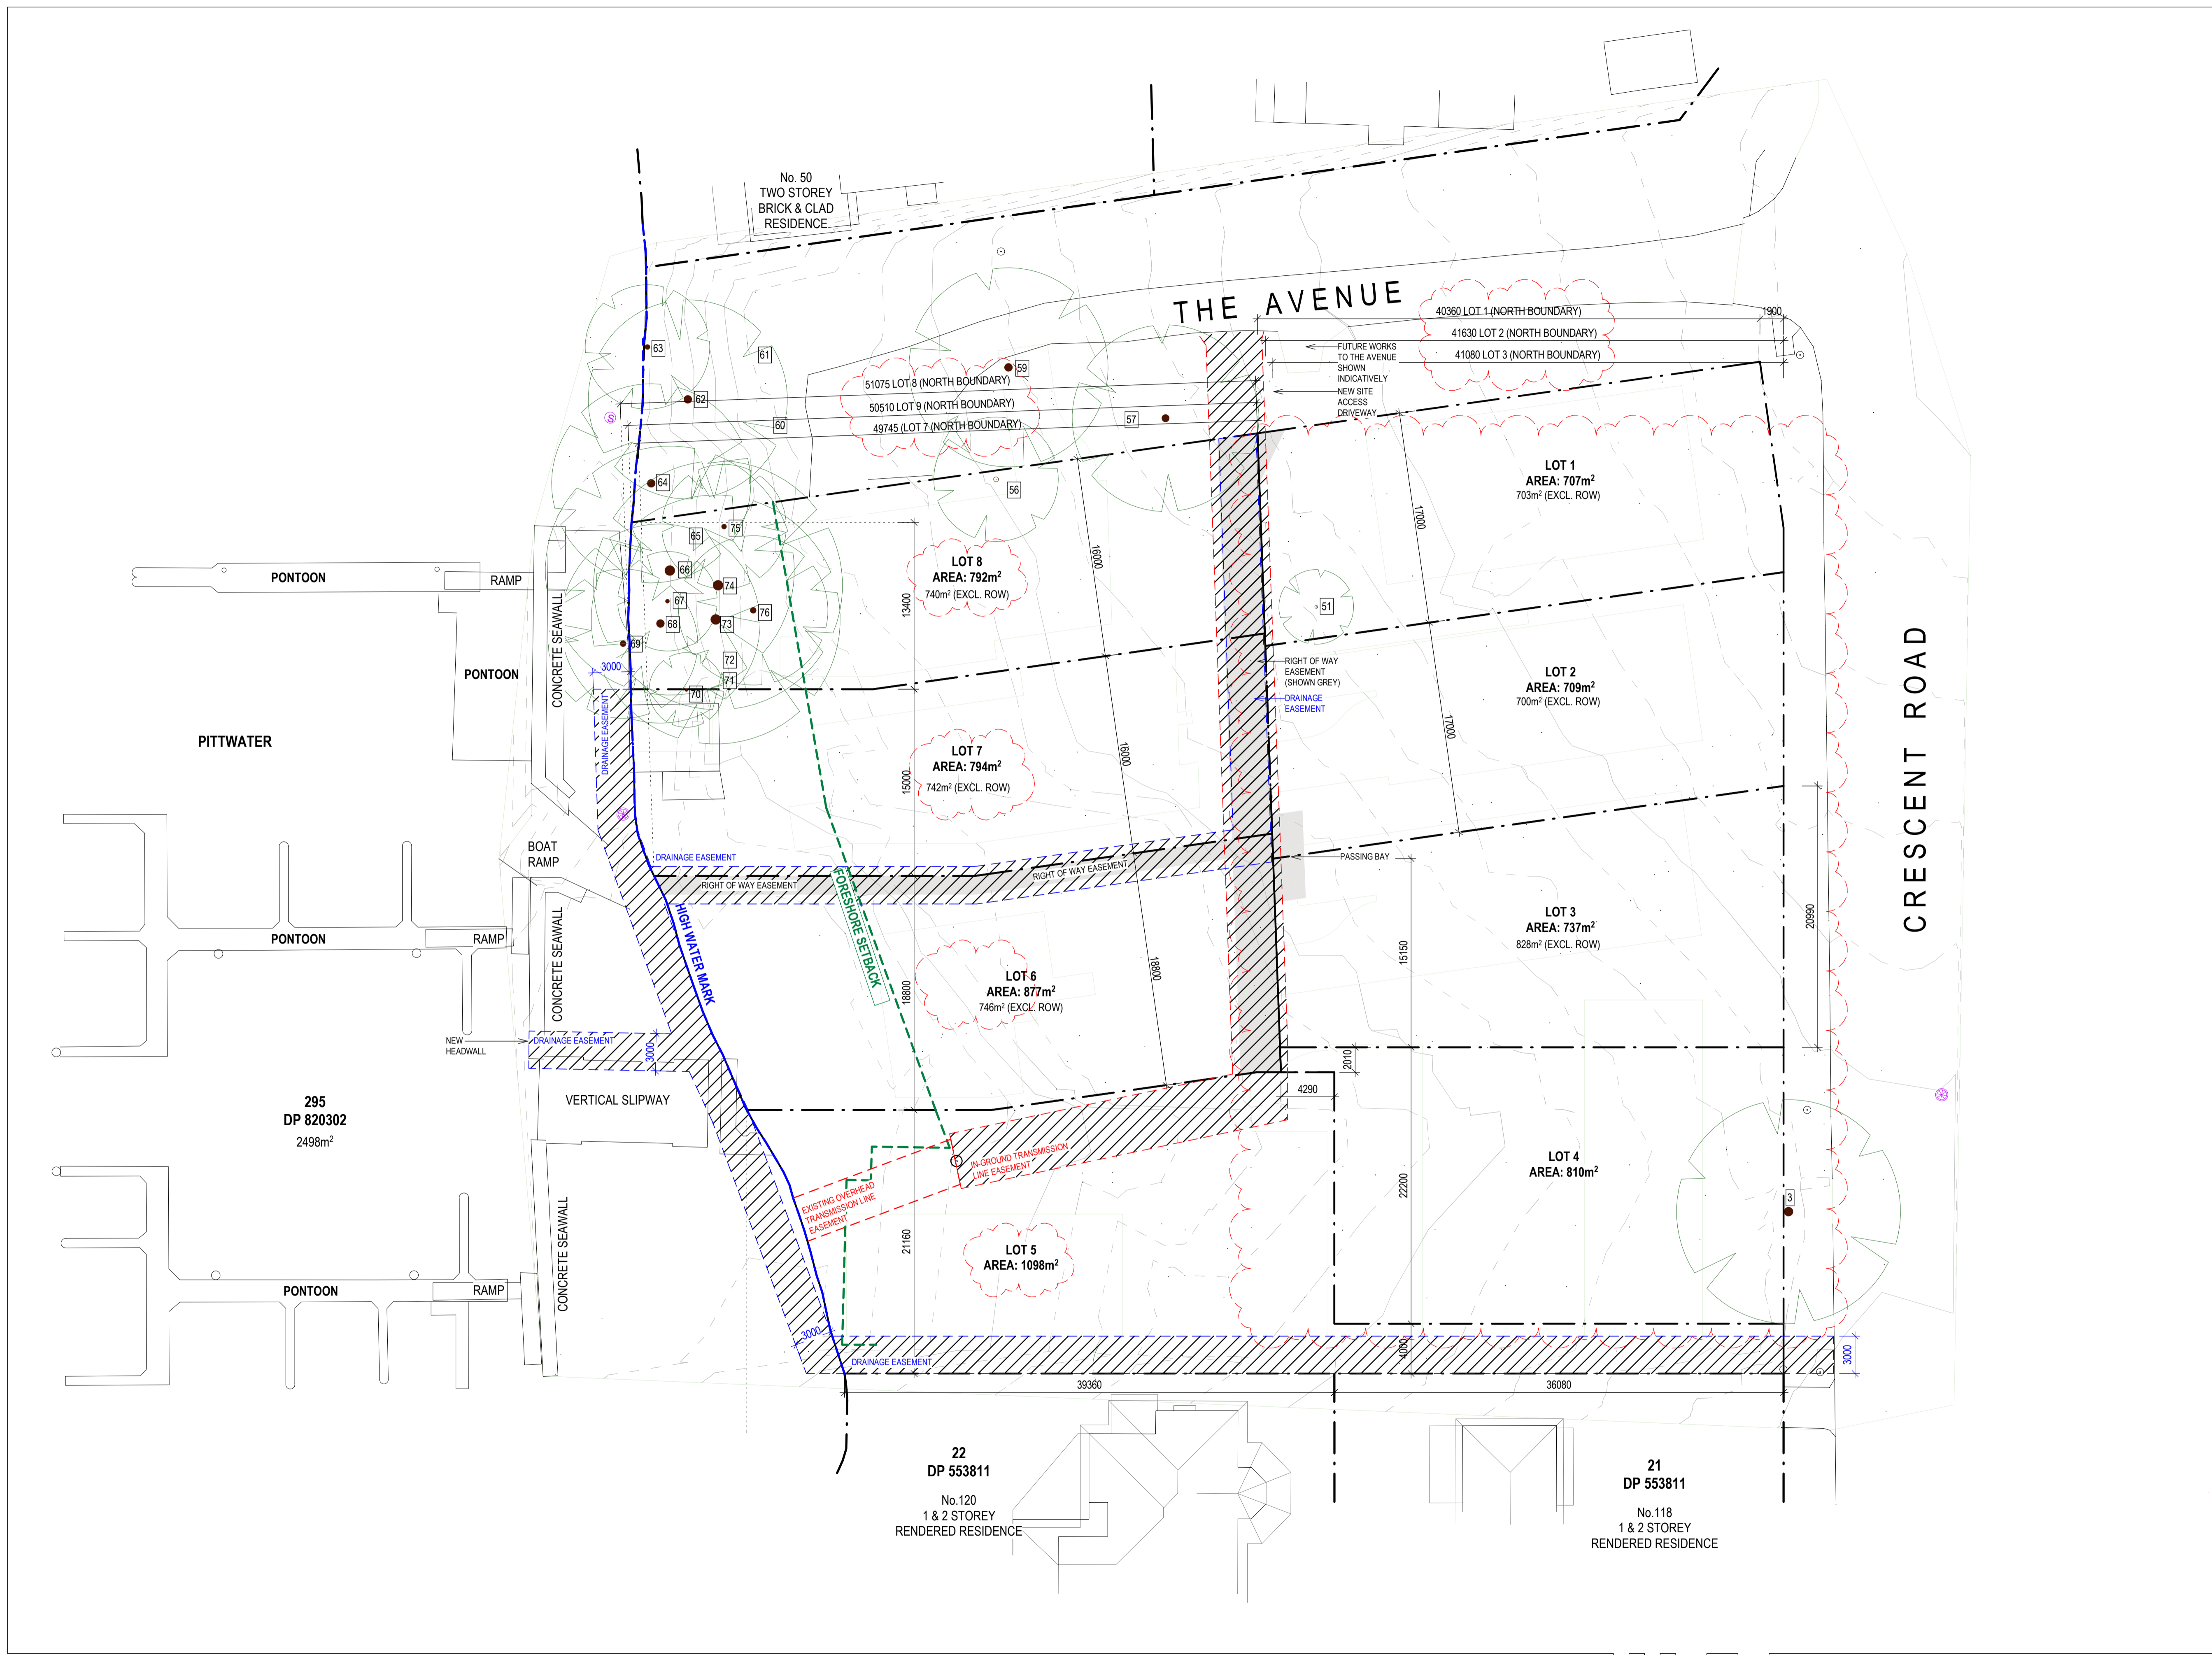 No. 50
TWO STOREY
BRICK & CLAD
RESIDENCE
THE AVENUE
40360 LOT 1 (NORTH BOUNDARY)
1900
41630 LOT 2 (NORTH BOUNDARY)
41080 LOT 3 (NORTH BOUNDARY)
FUTURE WORKS
TO THE AVENUE
SHOWN
INDICATIVELY
NEW SITE
ACCESS
DRIVEWAY
51075 LOT 8 (NORTH BOUNDARY)
50510 LOT 9 (NORTH BOUNDARY)
49745 (LOT 7 (NORTH BOUNDARY)
63
61
59
62
60
57
S
64
56
75
65
66
74
67
76
68
73
69
72
71
70
51
LOT 1
AREA: 707m²
703m² (EXCL. ROW)
17000
16000
LOT 8
AREA: 792m²
740m² (EXCL. ROW)
13400
PONTOON
RAMP
CONCRETE SEAWALL
PONTOON
3000
DRAINAGE EASEMENT
RIGHT OF WAY
EASEMENT
(SHOWN GREY)
DRAINAGE
EASEMENT
LOT 2
AREA: 709m²
700m² (EXCL. ROW)
17000
CRESCENT ROAD
PITTWATER
LOT 7
AREA: 794m²
742m² (EXCL. ROW)
15000
16000
BOAT
RAMP
DRAINAGE EASEMENT
RIGHT OF WAY EASEMENT
RIGHT OF WAY EASEMENT
PASSING BAY
FORESHORE SETBACK
HIGH WATER MARK
LOT 3
AREA: 737m²
828m² (EXCL. ROW)
15150
20990
PONTOON
RAMP
CONCRETE SEAWALL
LOT 6
AREA: 877m²
746m² (EXCL. ROW)
18800
18800
NEW
HEADWALL
DRAINAGE EASEMENT
3000
2010
4290
VERTICAL SLIPWAY
295
DP 820302
2498m²
IN-GROUND TRANSMISSION
LINE EASEMENT
EXISTING OVERHEAD
TRANSMISSION LINE
EASEMENT
LOT 4
AREA: 810m²
22200
3
21160
LOT 5
AREA: 1098m²
CONCRETE SEAWALL
PONTOON
RAMP
3000
DRAINAGE EASEMENT
4000
3000
39360
36080
22
DP 553811
No.120
1 & 2 STOREY
RENDERED RESIDENCE
21
DP 553811
No.118
1 & 2 STOREY
RENDERED RESIDENCE